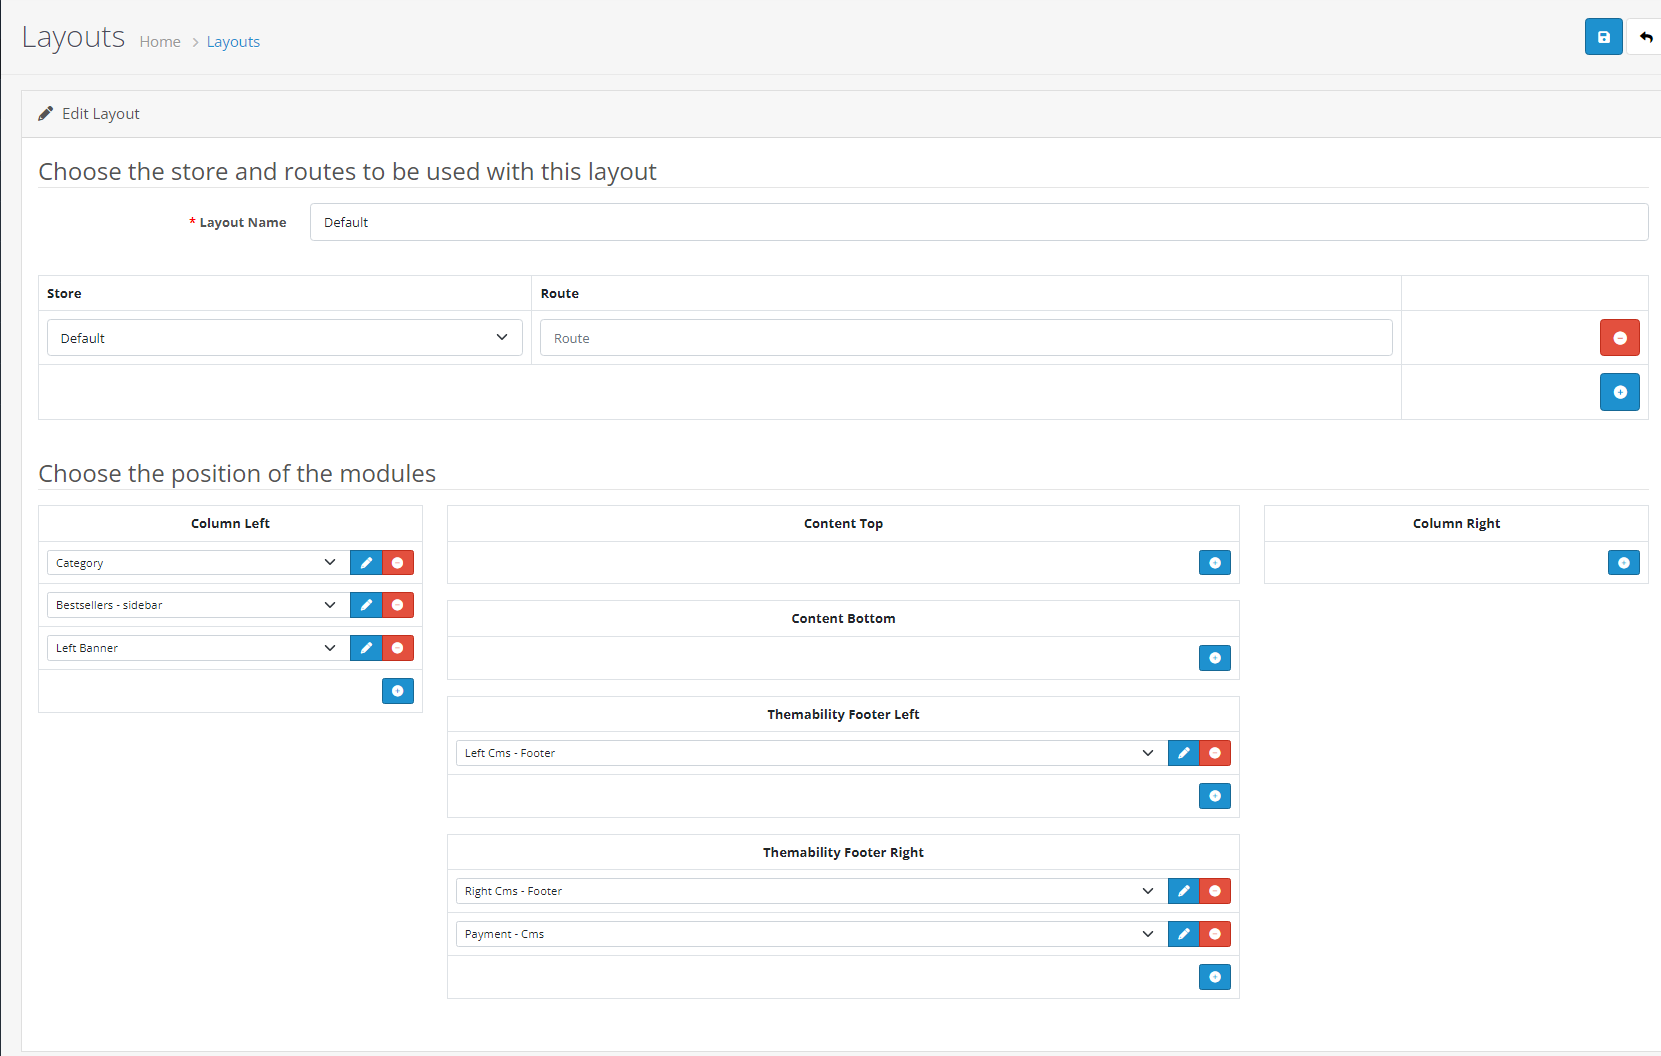 Layouts Home > Layouts
Edit Layout
Choose the store and routes to be used with this layout
* Layout Name Default
Store Route
Default Route
Choose the position of the modules
Column Left
Category
Bestsellers - sidebar
Left Banner
Content Top
Content Bottom
Themability Footer Left
Left Cms - Footer
Themability Footer Right
Right Cms - Footer
Payment - Cms
Column Right